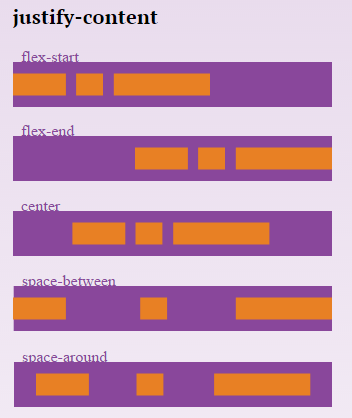 justify-content
flex-start
flex-end
center
space-between
space-around